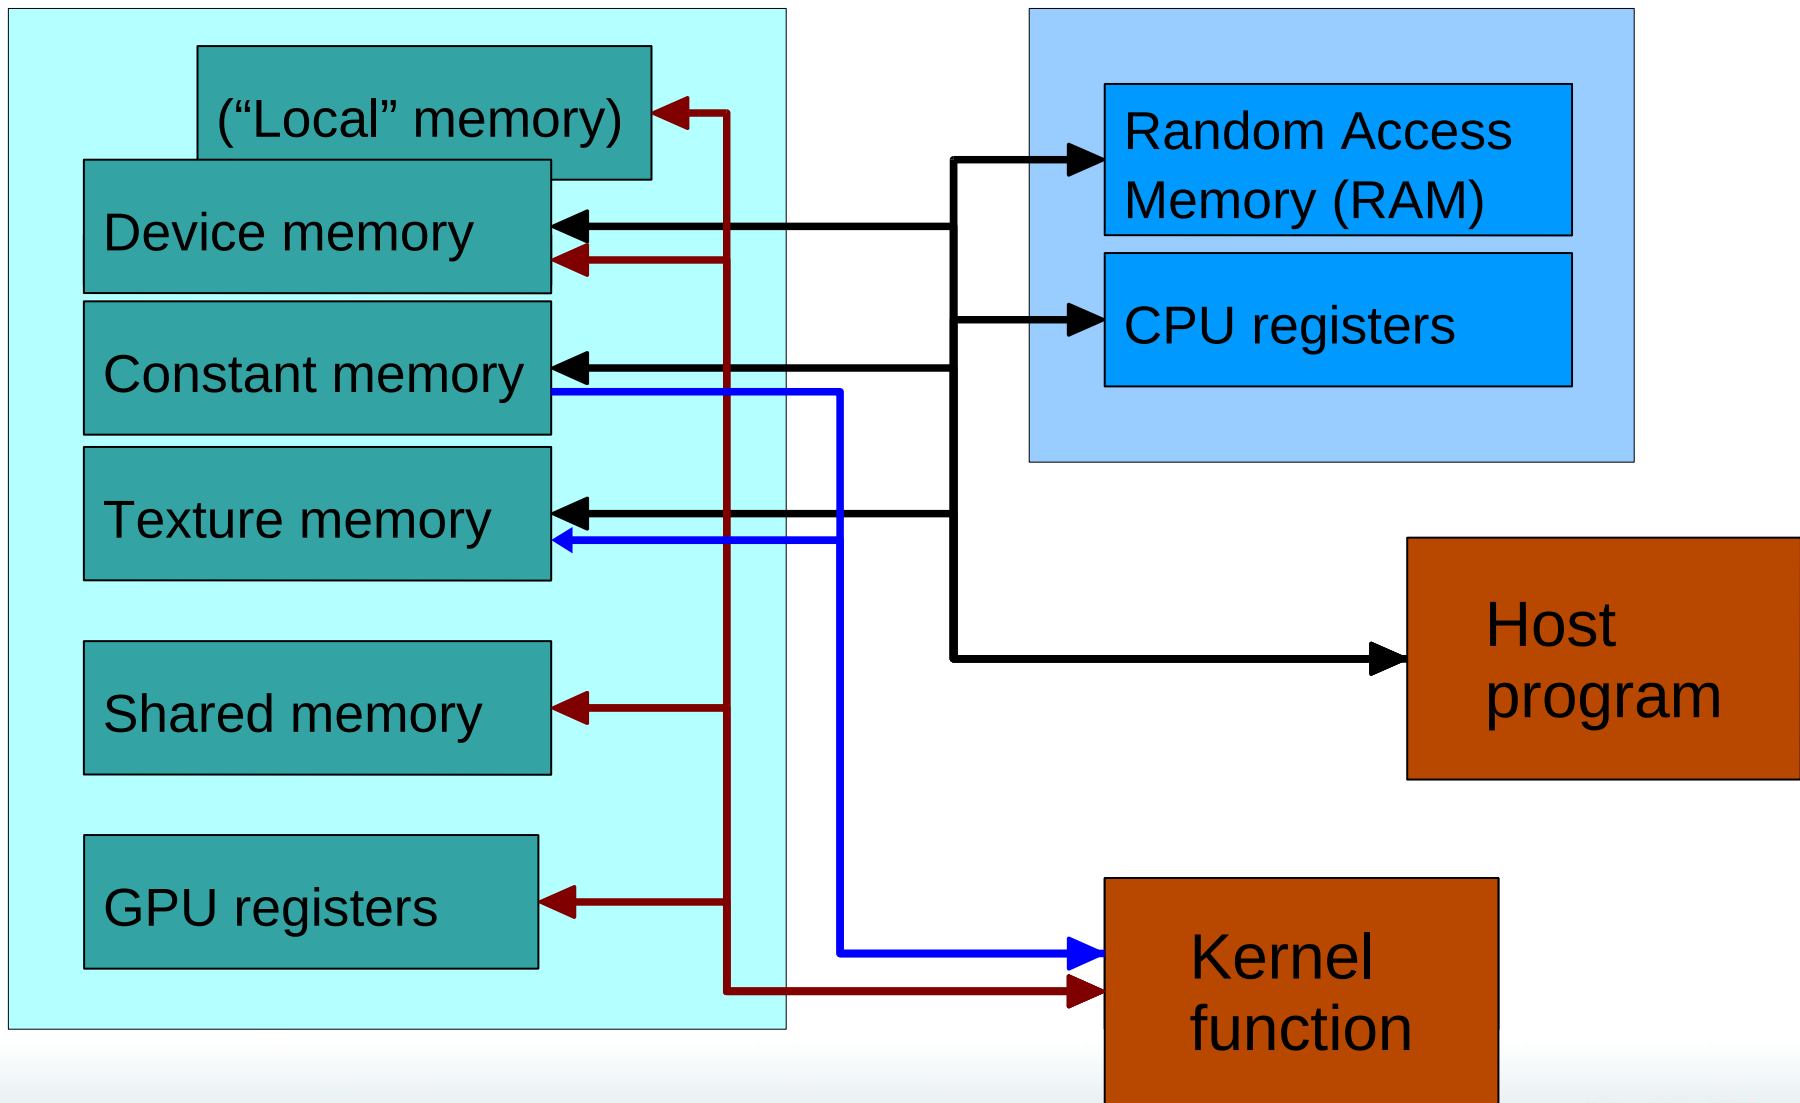 (“Local” memory)
Device memory
Constant memory
Texture memory
Shared memory
GPU registers
Random Access
Memory (RAM)
CPU registers
Host
program
Kernel
function